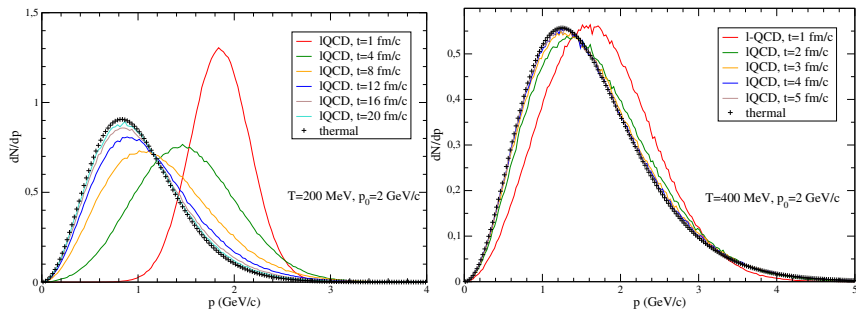 1.5
1
0.5
0
dN/dp
lQCD, t=1 fm/c
lQCD, t=4 fm/c
lQCD, t=8 fm/c
lQCD, t=12 fm/c
lQCD, t=16 fm/c
lQCD, t=20 fm/c
thermal
T=200 MeV, p0=2 GeV/c
0 1 2 3 4
p (GeV/c)
0,5
0,4
0,3
0,2
0,1
0
dN/dp
l-QCD, t=1 fm/c
lQCD, t=2 fm/c
lQCD, t=3 fm/c
lQCD, t=4 fm/c
lQCD, t=5 fm/c
thermal
T=400 MeV, p0=2 GeV/c
0 1 2 3 4 5
p (GeV/c)